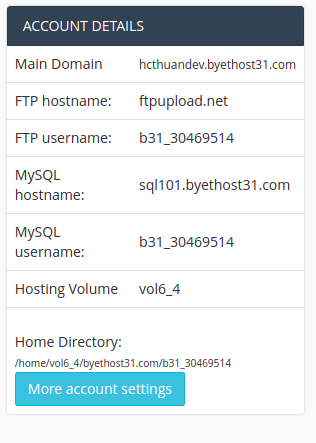 ACCOUNT DETAILS
Main Domain hcthuandev.byethost31.com
FTP hostname: ftpupload.net
FTP username: b31_30469514
MySQL
hostname: sql101.byethost31.com
MySQL
username: b31_30469514
Hosting Volume vol6_4
Home Directory:
/home/vol6_4/byethost31.com/b31_30469514
More account settings